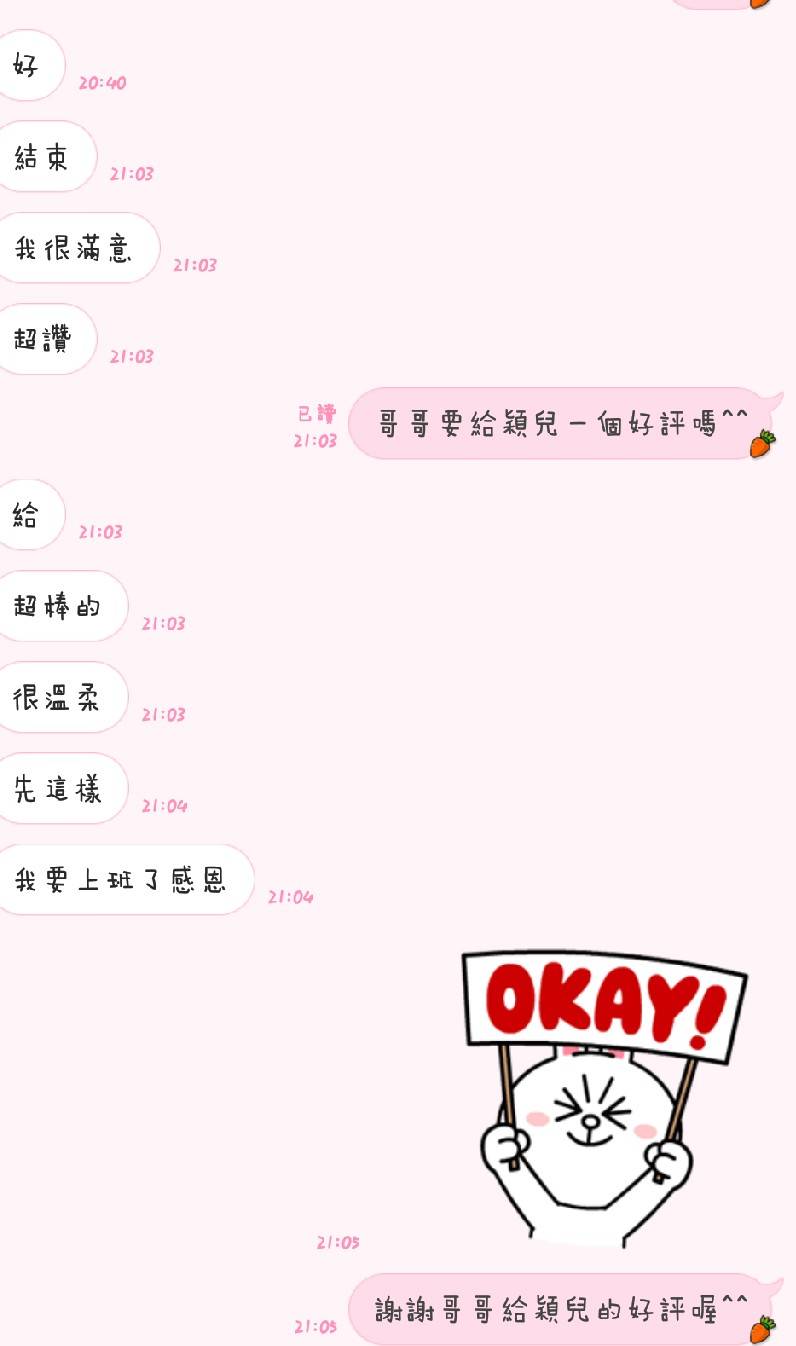 好
20:40
結束
21:03
我很滿意
21:03
超讚
21:03
已讀
21:03
哥哥要給穎兒一個好評嗎^^
給
21:03
超棒的
21:03
很溫柔
21:03
先這樣
21:04
我要上班了感恩
21:04
OKAY!
21:05
謝謝哥哥給穎兒的好評喔^^
21:05